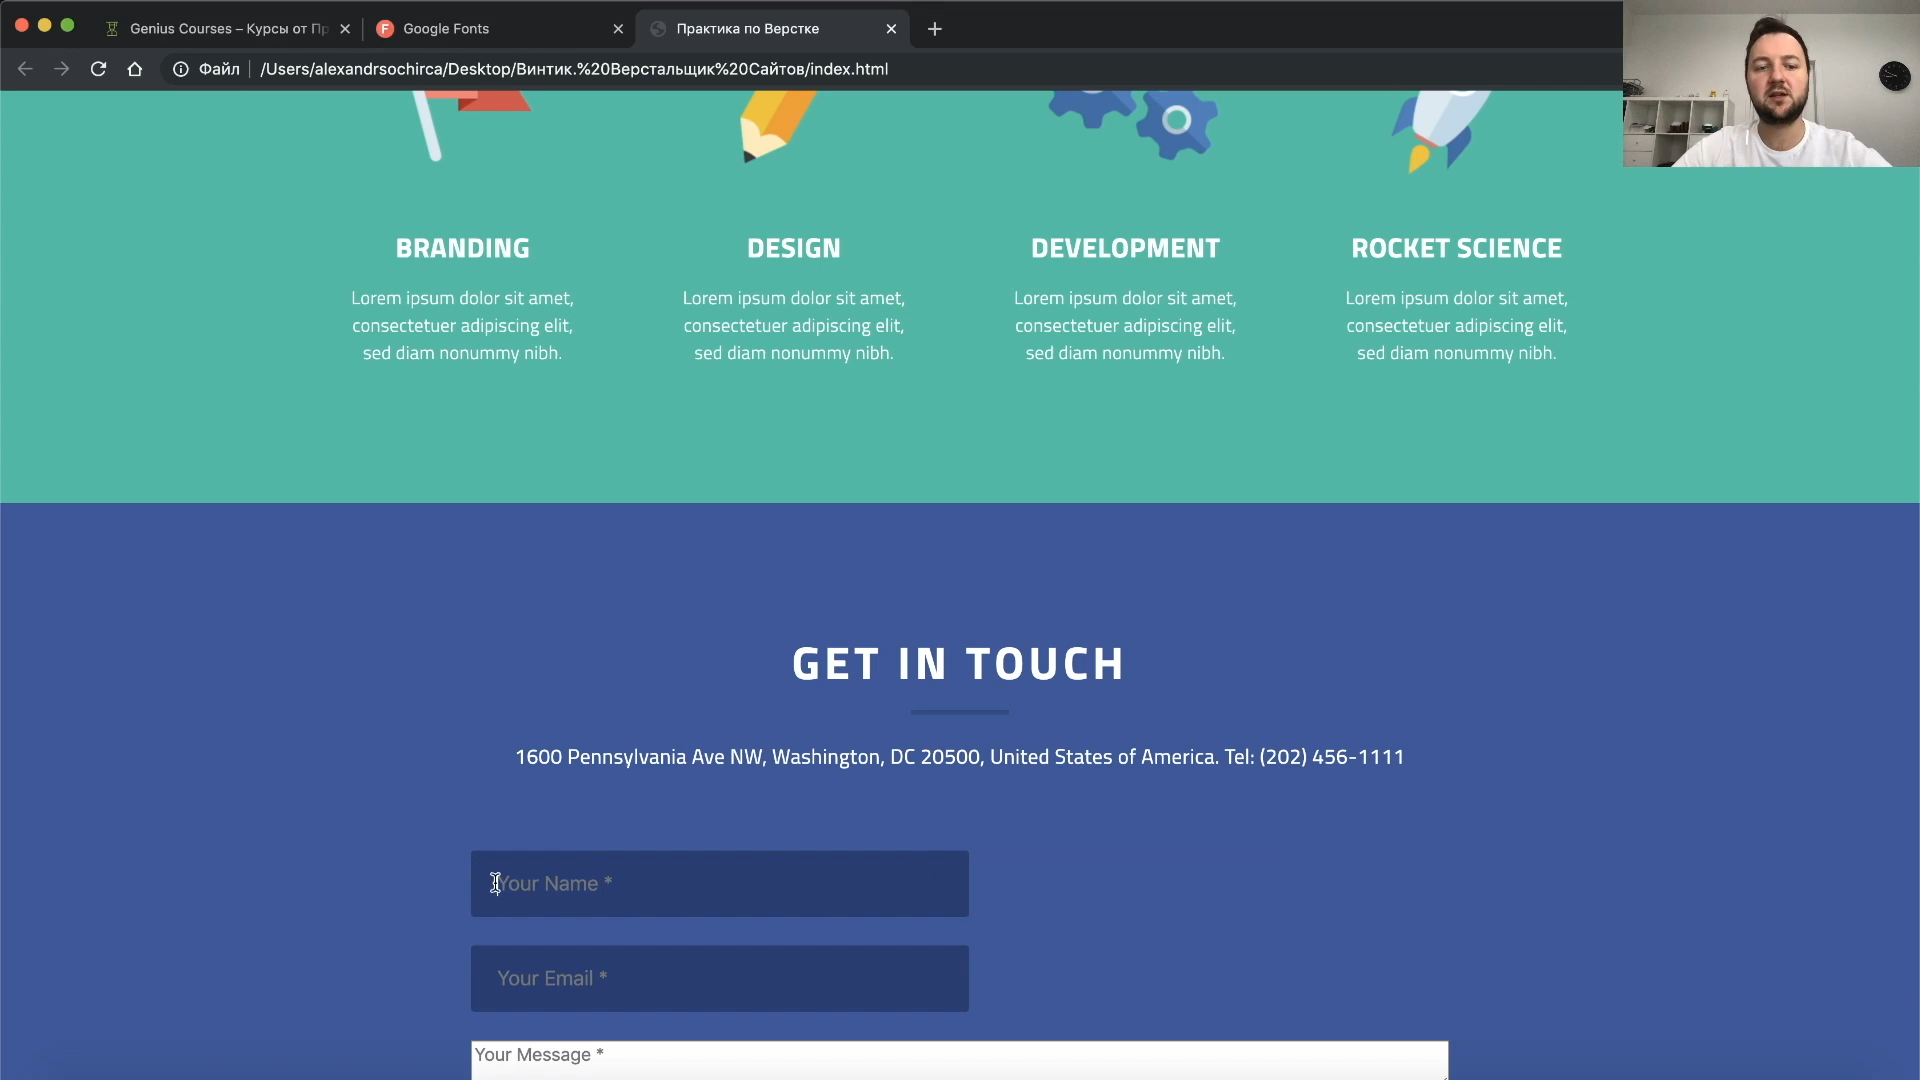 Genius Courses – Курсы от Пр
Google Fonts
Практика по Верстке
Файл
/Users/alexandrsochirca/Desktop/Винтик.%20Верстальщик%20Сайтов/index.html
BRANDING
Lorem ipsum dolor sit amet,
consectetuer adipiscing elit,
sed diam nonummy nibh.
DESIGN
Lorem ipsum dolor sit amet,
consectetuer adipiscing elit,
sed diam nonummy nibh.
DEVELOPMENT
Lorem ipsum dolor sit amet,
consectetuer adipiscing elit,
sed diam nonummy nibh.
ROCKET SCIENCE
Lorem ipsum dolor sit amet,
consectetuer adipiscing elit,
sed diam nonummy nibh.
GET IN TOUCH
1600 Pennsylvania Ave NW, Washington, DC 20500, United States of America. Tel: (202) 456-1111
Your Name *
Your Email *
Your Message *